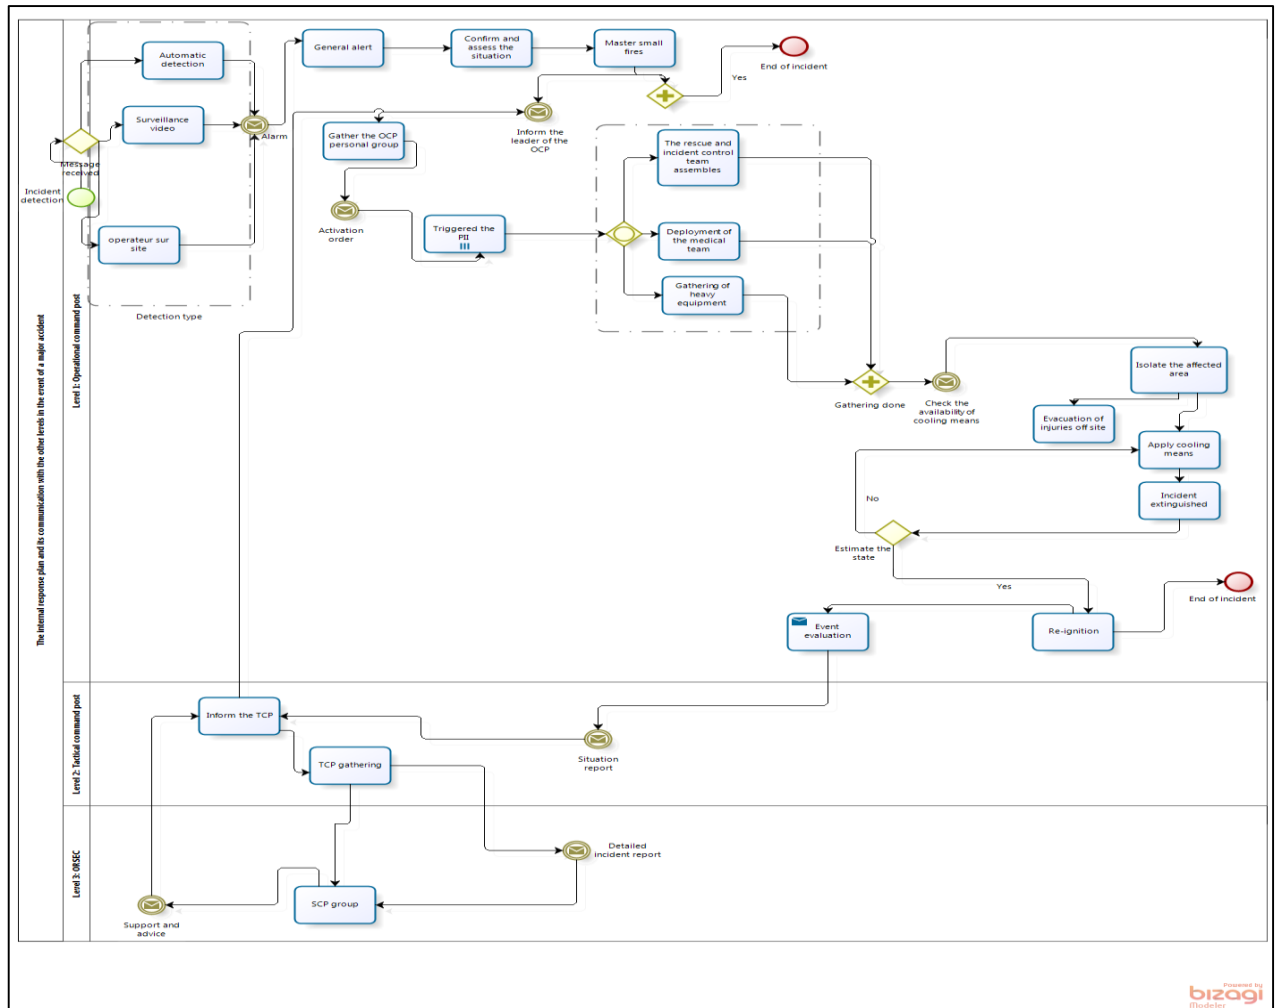 The internal response plan and its communication with the other levels in the event of a major accident
Level 1: Operational command post
Automatic
detection
Surveillance
video
Alarm
Message
received
Incident
detection
operateur sur
site
Detection type
General alert
Confirm and
assess the
situation
Master small
fires
Yes
End of incident
Inform the
leader of the
OCP
Gather the OCP
personal group
Activation
order
Triggered the
PII
The rescue and
incident control
team
assembles
Deployment of
the medical
team
Gathering of
heavy
equipment
Gathering done
Check the
availability of
cooling means
Isolate the affected
area
Evacuation of
injuries off site
Apply cooling
means
Incident
extinguished
No
Estimate the
state
Yes
End of incident
Re-ignition
Event
evaluation
Level 2: Tactical command post
Inform the TCP
TCP gathering
Situation
report
Level 3: ORSEC
Detailed
incident report
SCP group
Support and
advice
Powered by
bizagi
Modeler